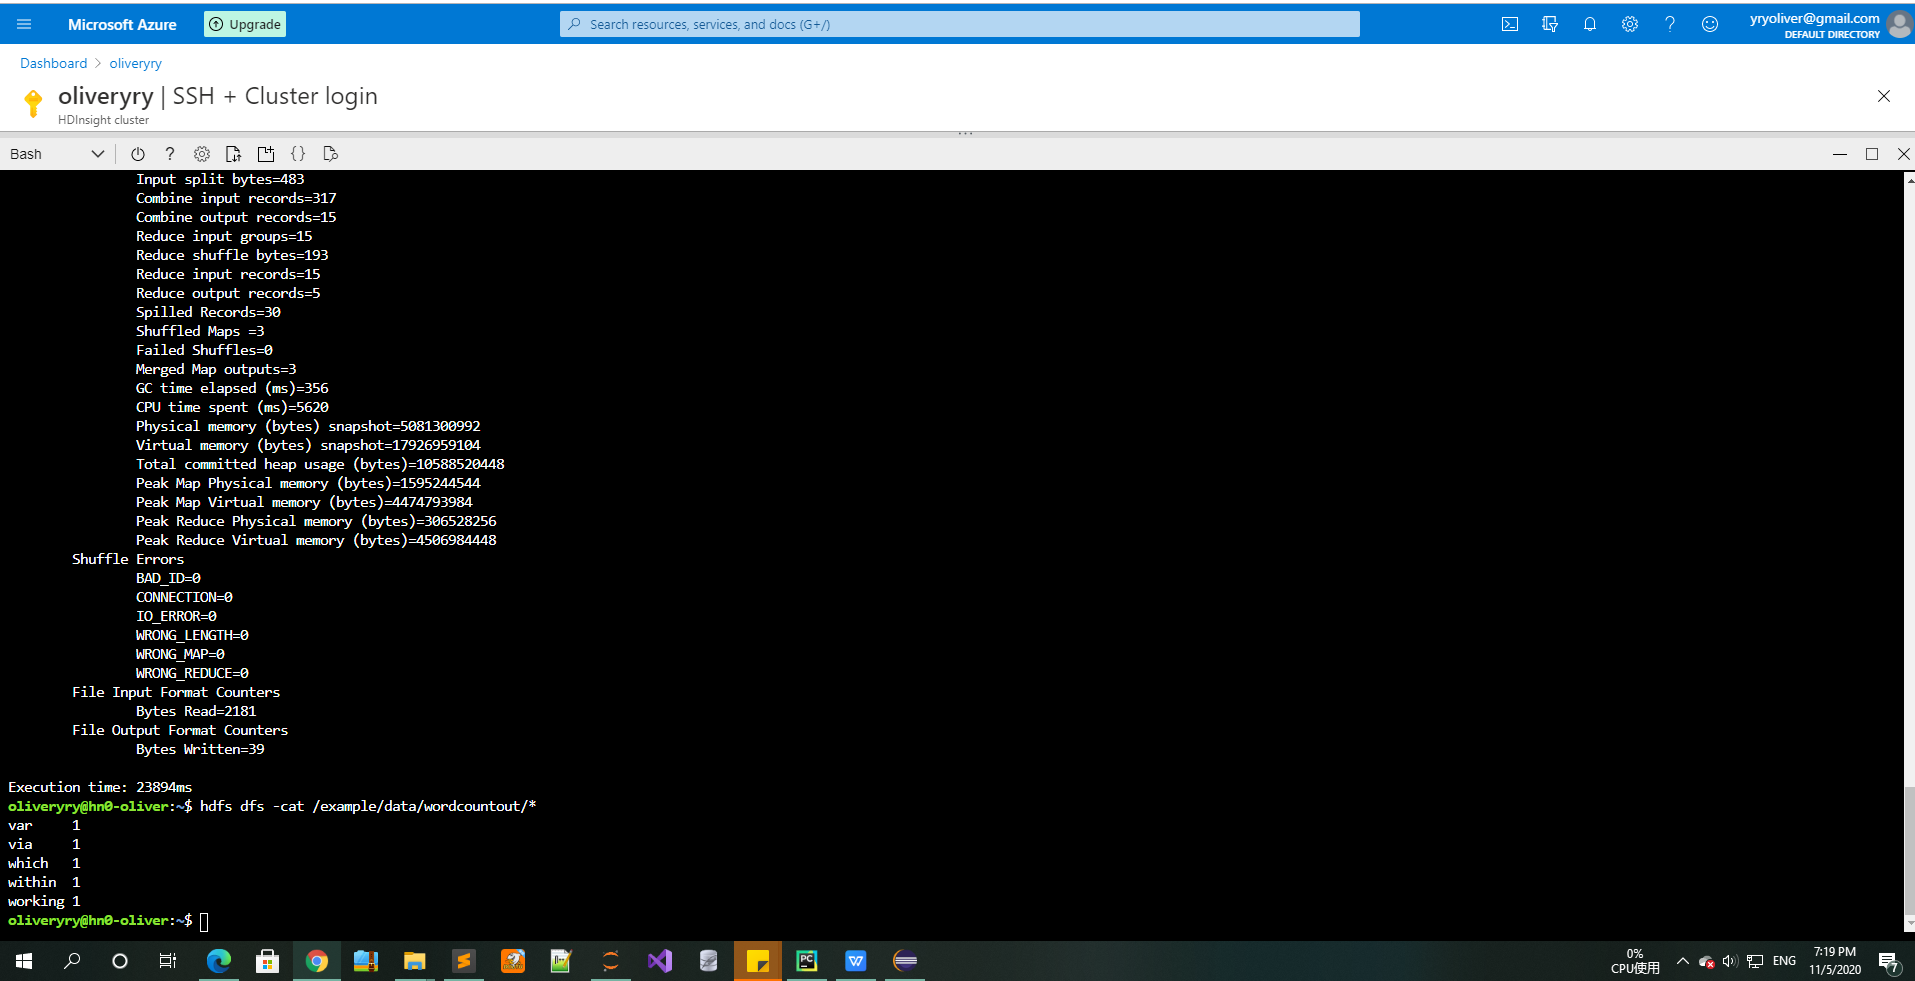 Microsoft Azure
Upgrade
Search resources, services, and docs (G+/)
yryoliver@gmail.com
DEFAULT DIRECTORY
Dashboard > oliveryry
oliveryry | SSH + Cluster login
HDInsight cluster
Bash
Input split bytes=483
Combine input records=317
Combine output records=15
Reduce input groups=15
Reduce shuffle bytes=193
Reduce input records=15
Reduce output records=5
Spilled Records=30
Shuffled Maps =3
Failed Shuffles=0
Merged Map outputs=3
GC time elapsed (ms)=356
CPU time spent (ms)=5620
Physical memory (bytes) snapshot=5081300992
Virtual memory (bytes) snapshot=17926959104
Total committed heap usage (bytes)=10588520448
Peak Map Physical memory (bytes)=1595244544
Peak Map Virtual memory (bytes)=4474793984
Peak Reduce Physical memory (bytes)=306528256
Peak Reduce Virtual memory (bytes)=4506984448
Shuffle Errors
BAD_ID=0
CONNECTION=0
IO_ERROR=0
WRONG_LENGTH=0
WRONG_MAP=0
WRONG_REDUCE=0
File Input Format Counters
Bytes Read=2181
File Output Format Counters
Bytes Written=39
Execution time: 23894ms
oliveryry@hn0-oliver:~$ hdfs dfs -cat /example/data/wordcountout/*
var 1
via 1
which 1
within 1
working 1
oliveryry@hn0-oliver:~$
0%
CPU使用
ENG
7:19 PM
11/5/2020
7